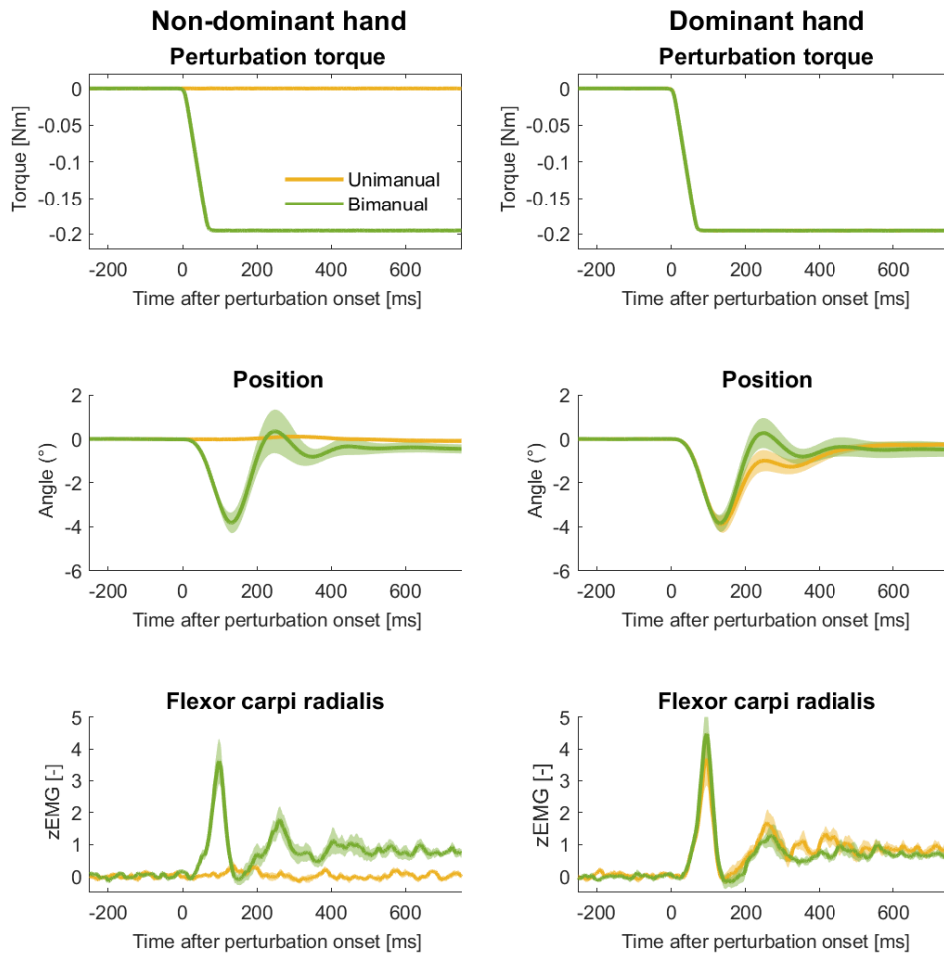 Non-dominant hand
Dominant hand
Perturbation torque
Perturbation torque
Torque [Nm]
0
-0.05
-0.1
-0.15
-0.2
Unimanual
Bimanual
-200 0 200 400 600
Time after perturbation onset [ms]
Torque [Nm]
0
-0.05
-0.1
-0.15
-0.2
-200 0 200 400 600
Time after perturbation onset [ms]
Position
Angle (°)
2
0
-2
-4
-6
-200 0 200 400 600
Time after perturbation onset [ms]
Position
Angle (°)
2
0
-2
-4
-6
-200 0 200 400 600
Time after perturbation onset [ms]
Flexor carpi radialis
zEMG [-]
5
4
3
2
1
0
-200 0 200 400 600
Time after perturbation onset [ms]
Flexor carpi radialis
zEMG [-]
5
4
3
2
1
0
-200 0 200 400 600
Time after perturbation onset [ms]